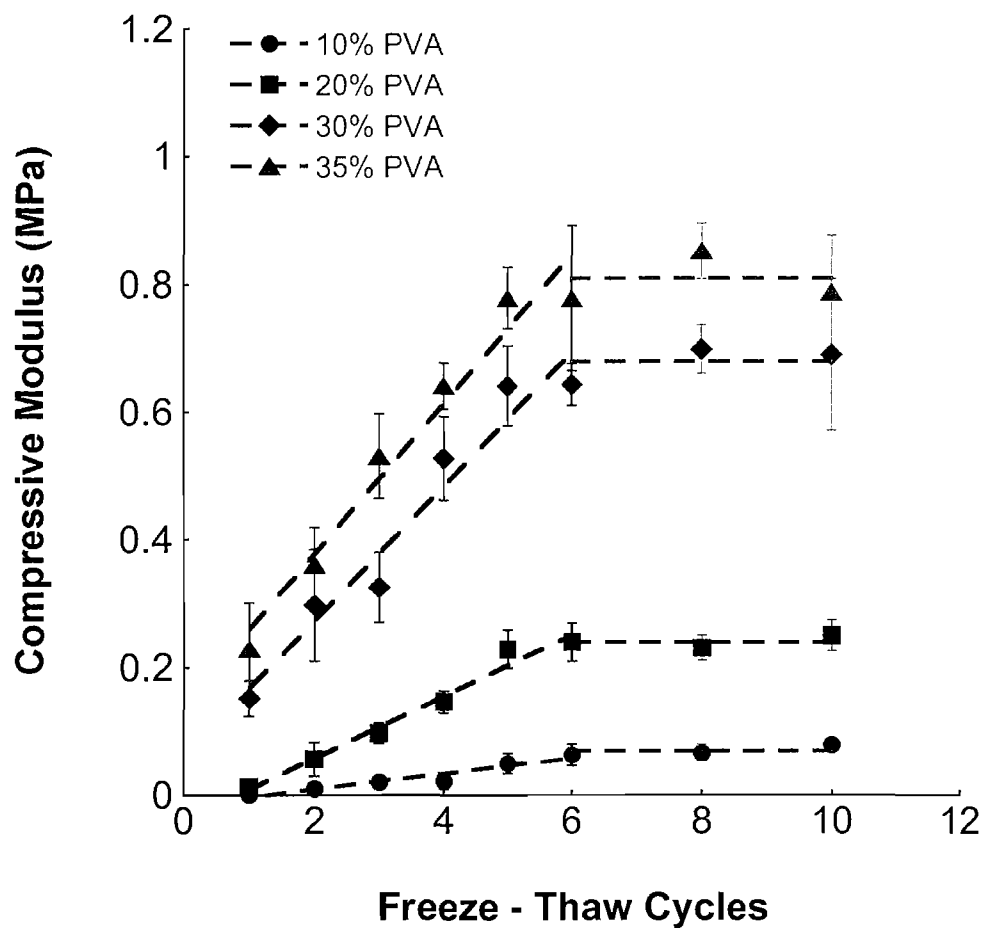 1.2
1
0.8
0.6
0.4
0.2
0
10% PVA
20% PVA
30% PVA
35% PVA
Compressive Modulus (MPa)
0 2 4 6 8 10 12
Freeze - Thaw Cycles